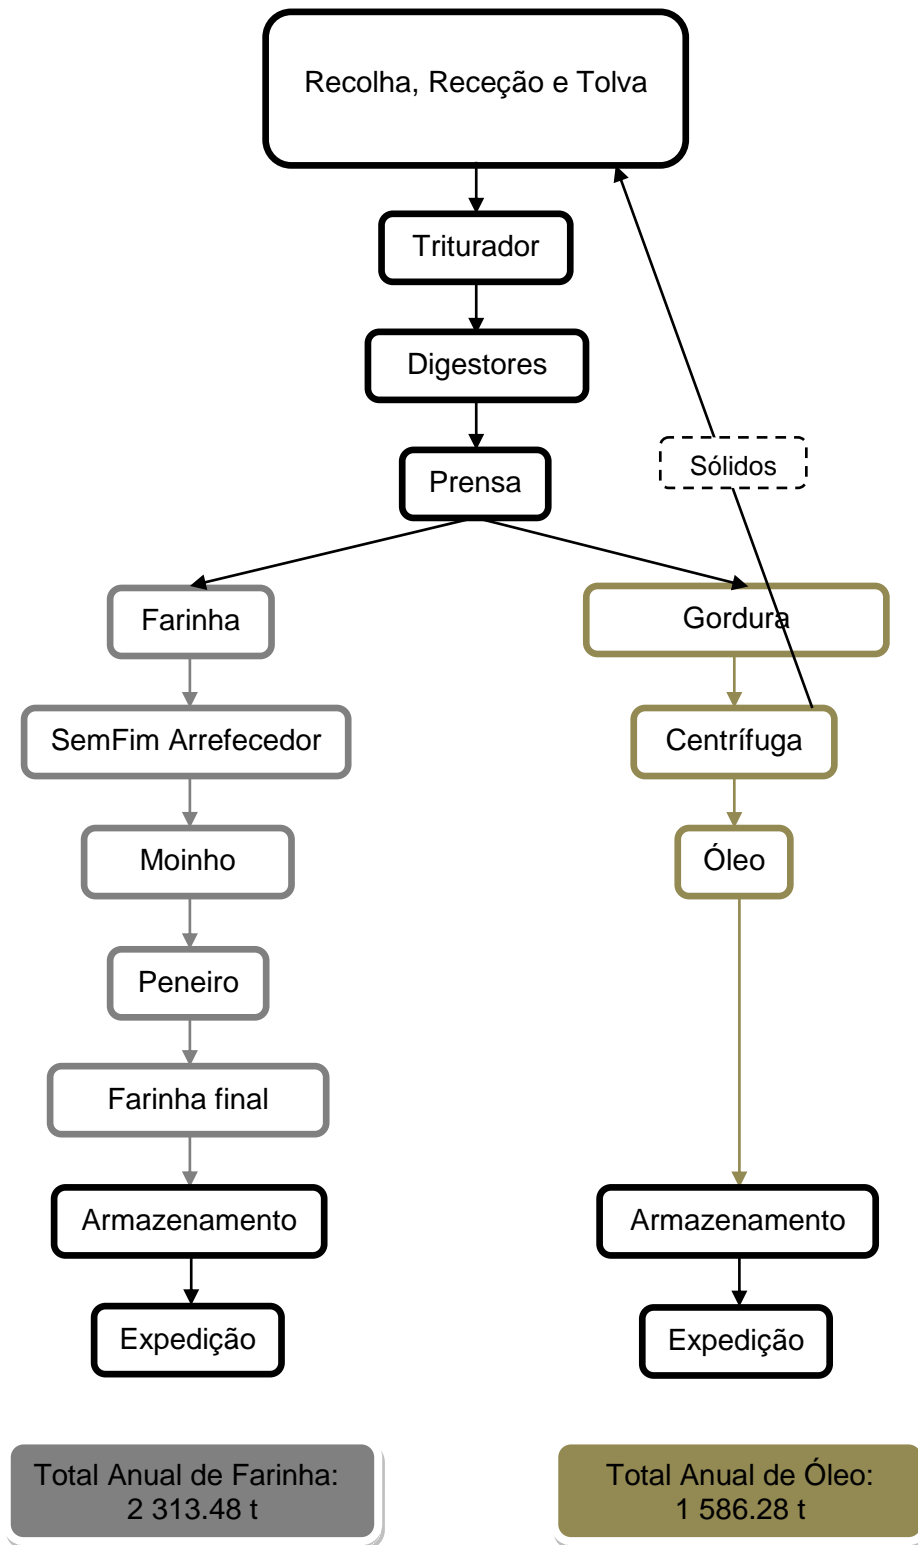 Recolha, Receção e Tolva
Triturador
Digestores
Sólidos
Prensa
Farinha
Gordura
SemFim Arrefecedor
Centrífuga
Moinho
Óleo
Peneiro
Farinha final
Armazenamento
Armazenamento
Expedição
Expedição
Total Anual de Farinha:
2 313.48 t
Total Anual de Óleo:
1 586.28 t